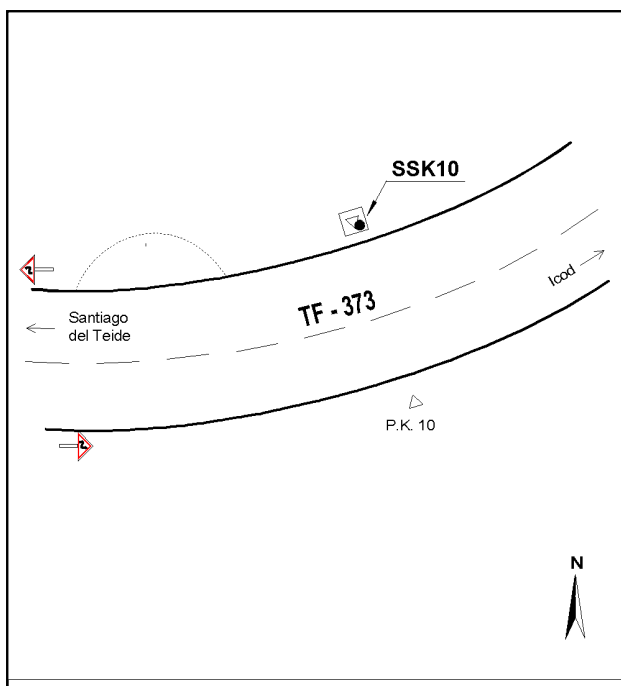 SSK10
Icod
TF - 373
Santiago
del Teide
P.K. 10
N